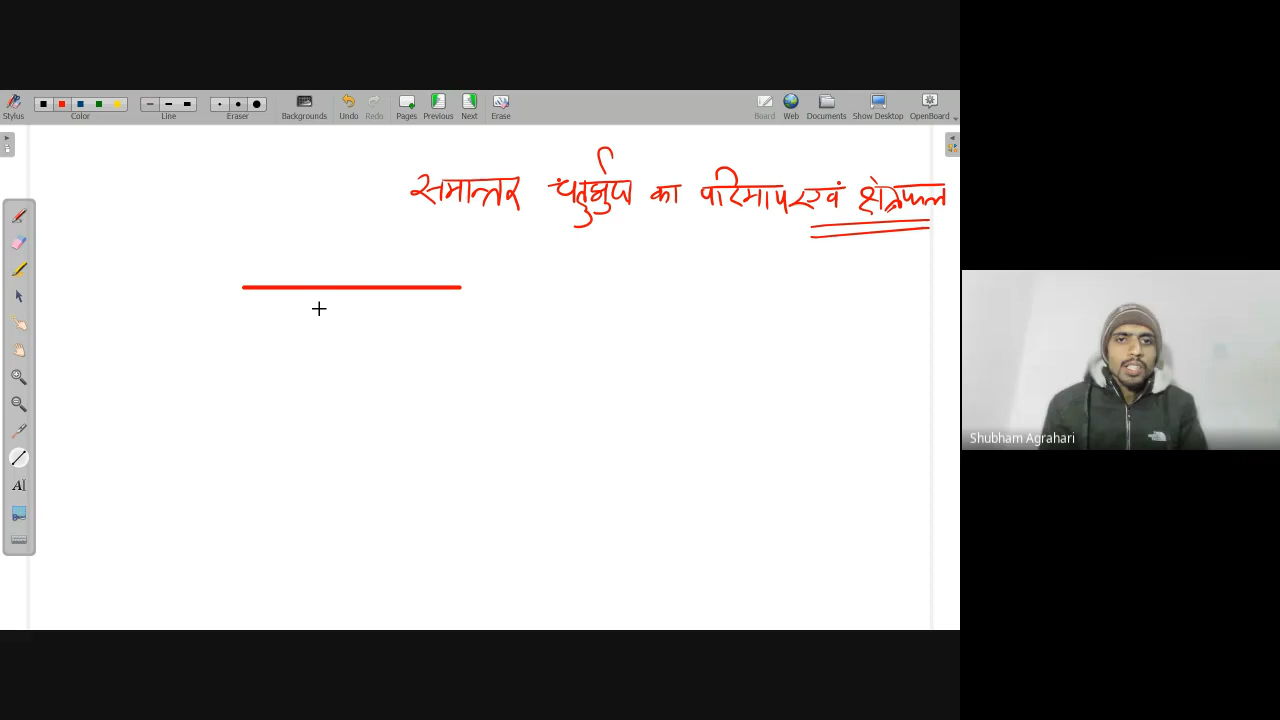 Stylus
Color
Line
Eraser
Backgrounds
Undo
Redo
Pages
Previous
Next
Erase
Board
Web
Documents
Show Desktop
OpenBoard
समान्तर चतुर्भुज का परिमाप एवं क्षेत्रफल
Shubham Agrahari